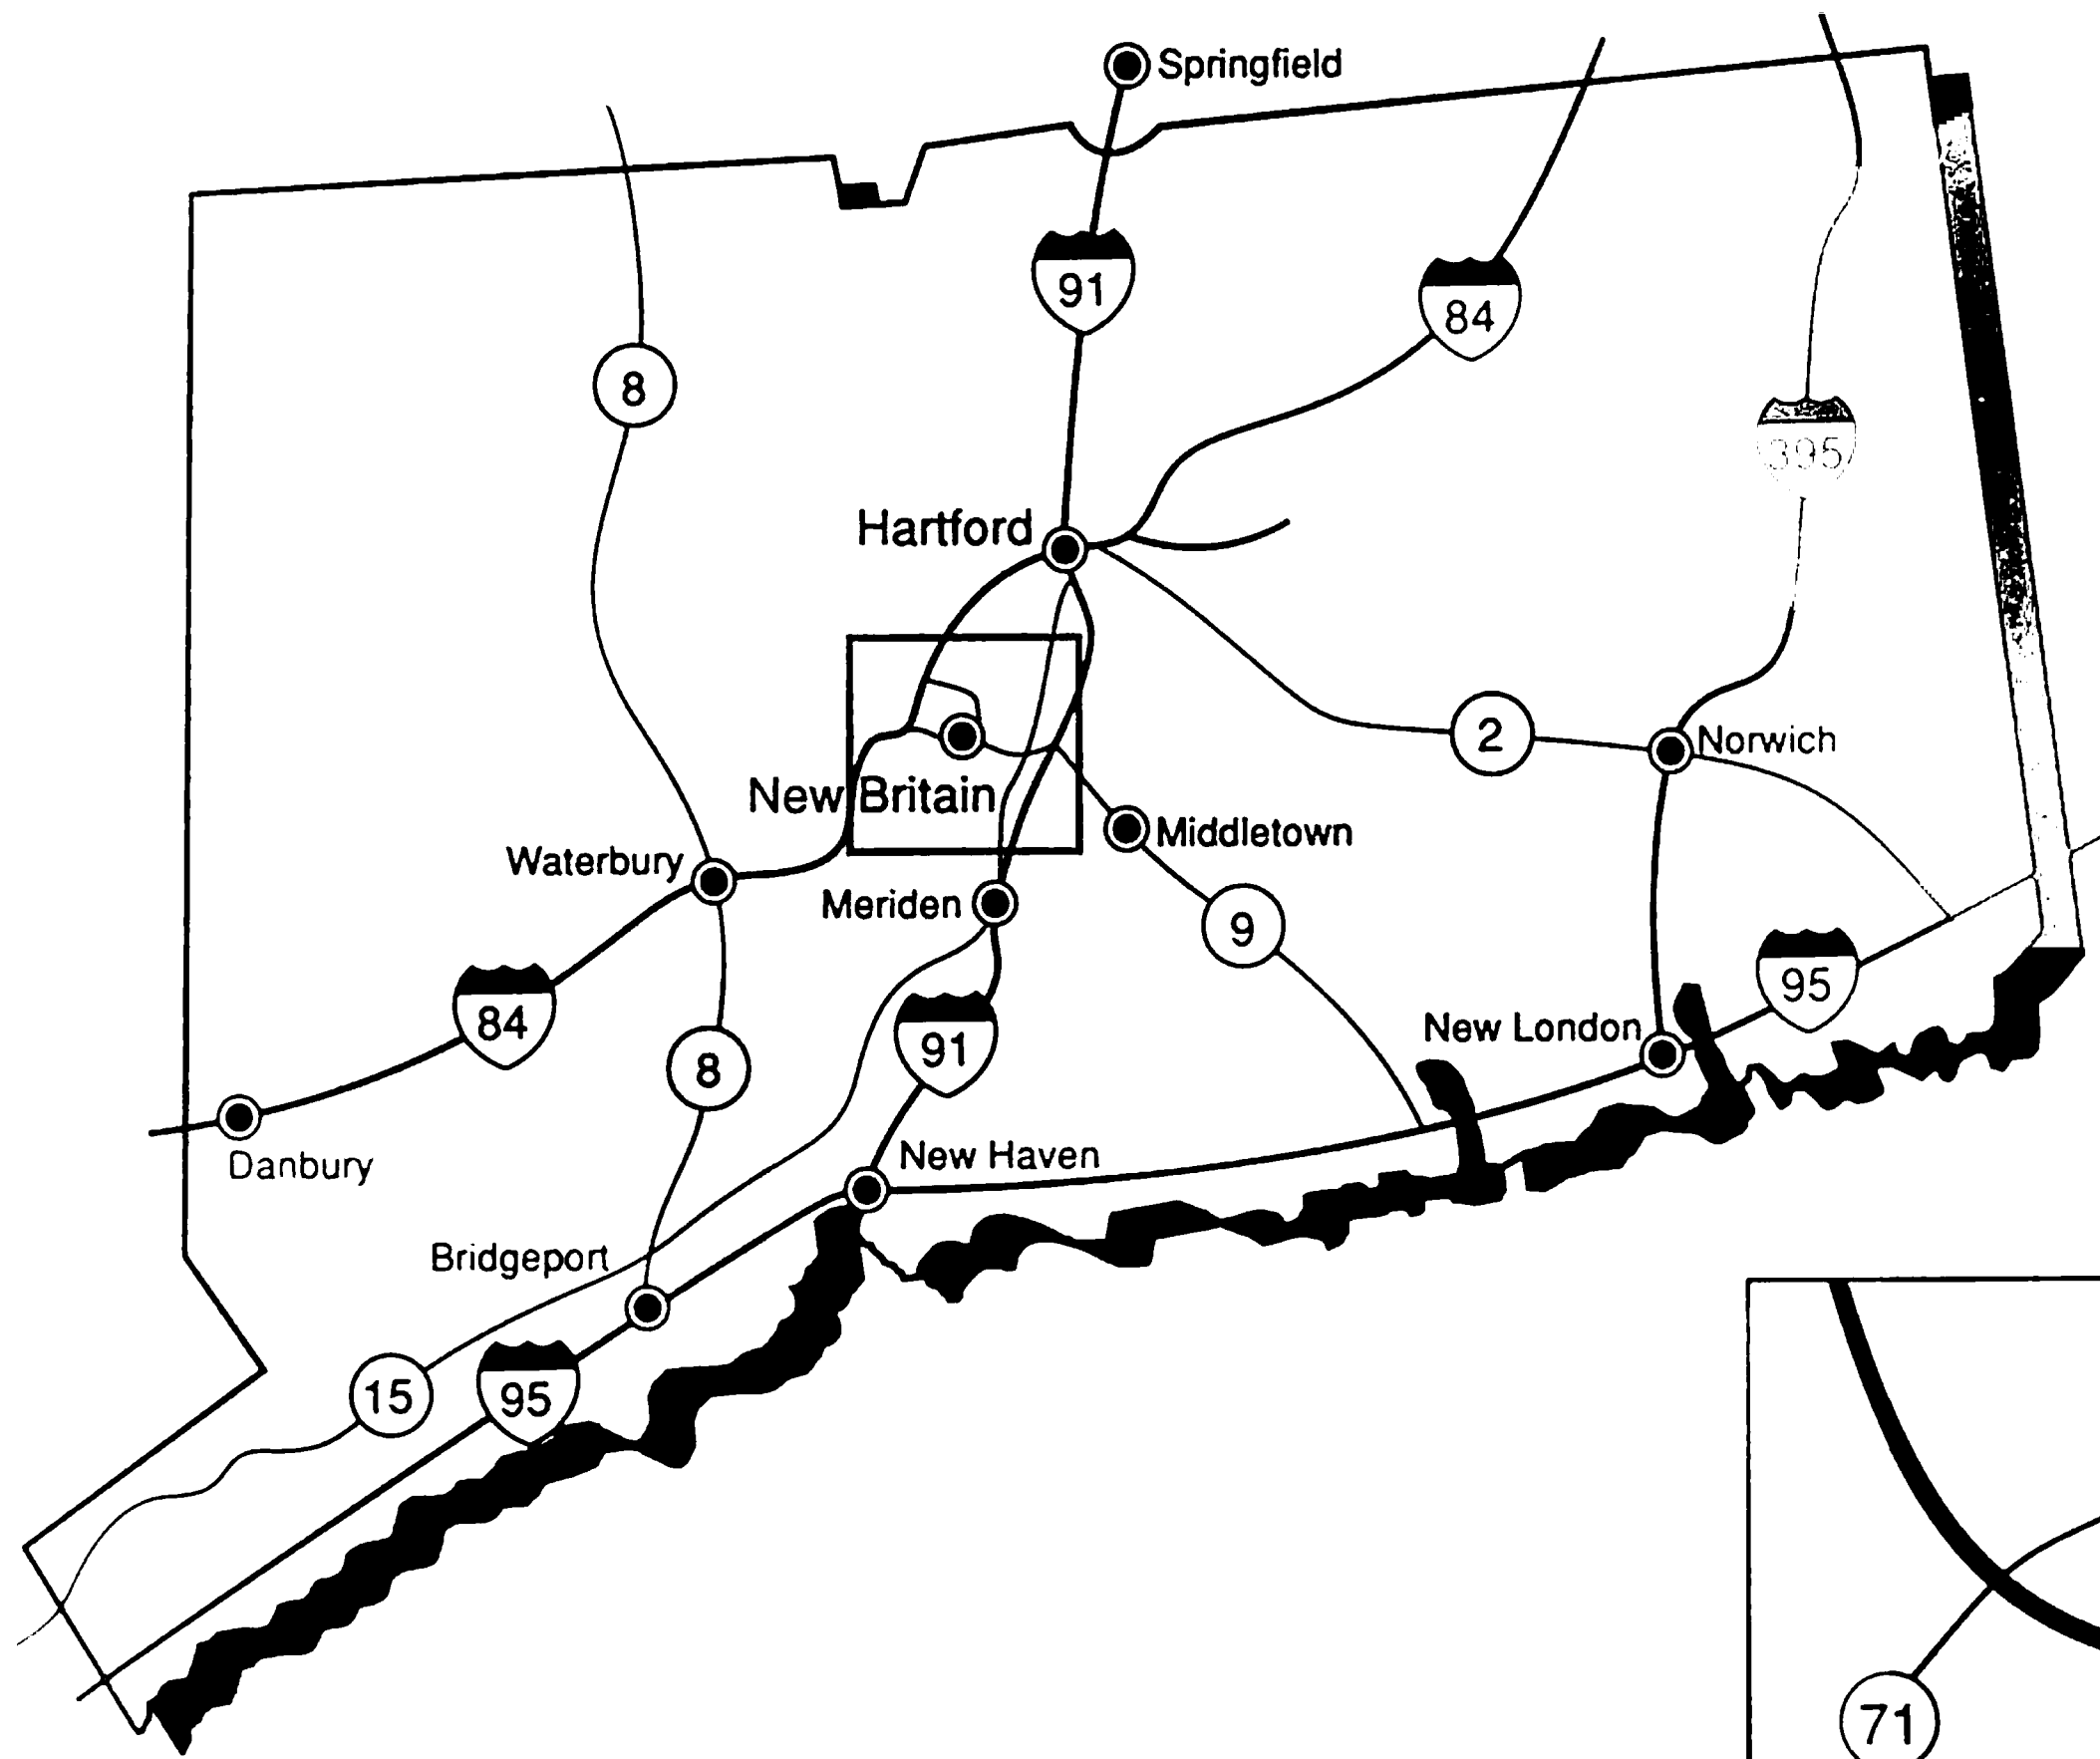 Springfield
91
84
8
395
Hartford
2
Norwich
New Britain
Middletown
Waterbury
Meriden
9
95
84
New London
91
8
Danbury
New Haven
Bridgeport
15
95
71